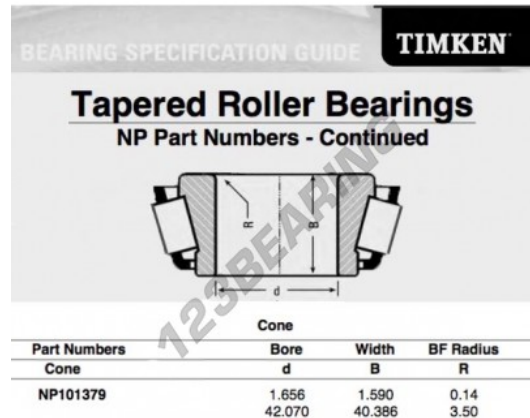 BEARING SPECIFICATION GUIDE
TIMKEN
Tapered Roller Bearings
NP Part Numbers - Continued
R
B
d
123BEARING
Cone
Part Numbers Bore Width BF Radius
Cone d B R
NP101379 1.656 1.590 0.14
42.070 40.386 3.50